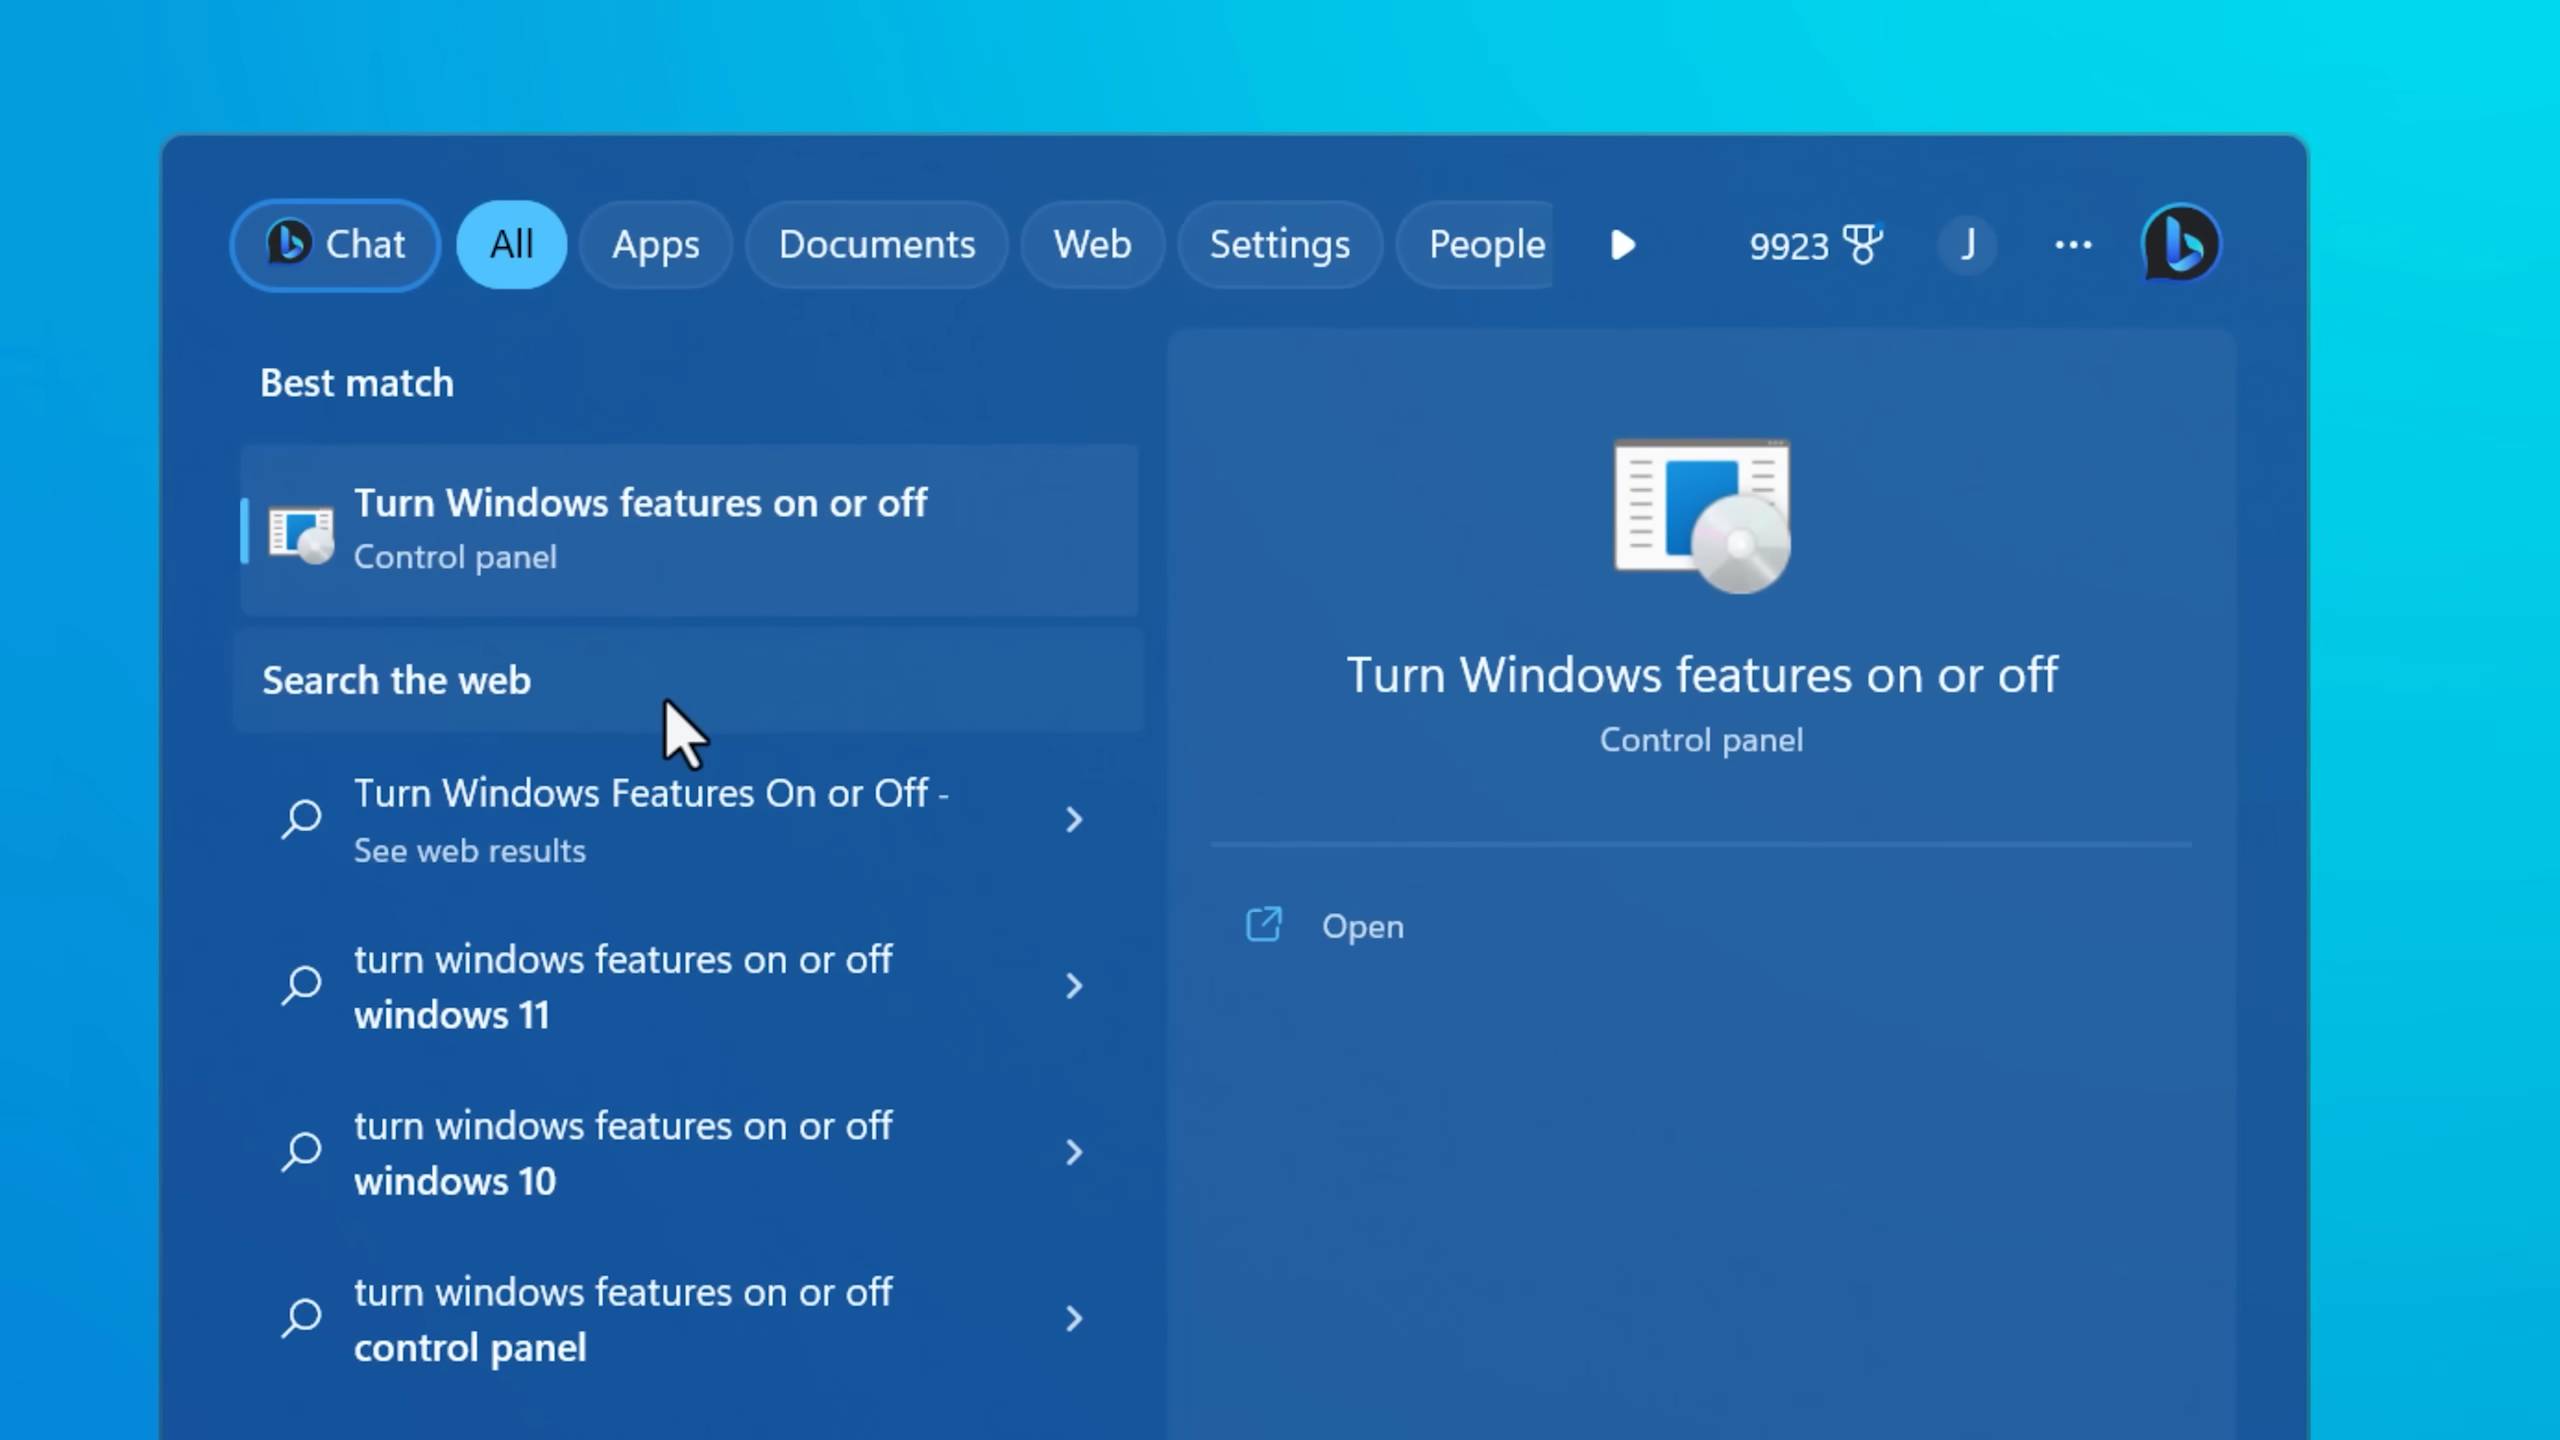 Chat All Apps Documents Web Settings People 9923 J ...
Best match
Turn Windows features on or off
Control panel
Search the web
Turn Windows Features On or Off -
See web results
turn windows features on or off
windows 11
turn windows features on or off
windows 10
turn windows features on or off
control panel
Turn Windows features on or off
Control panel
Open